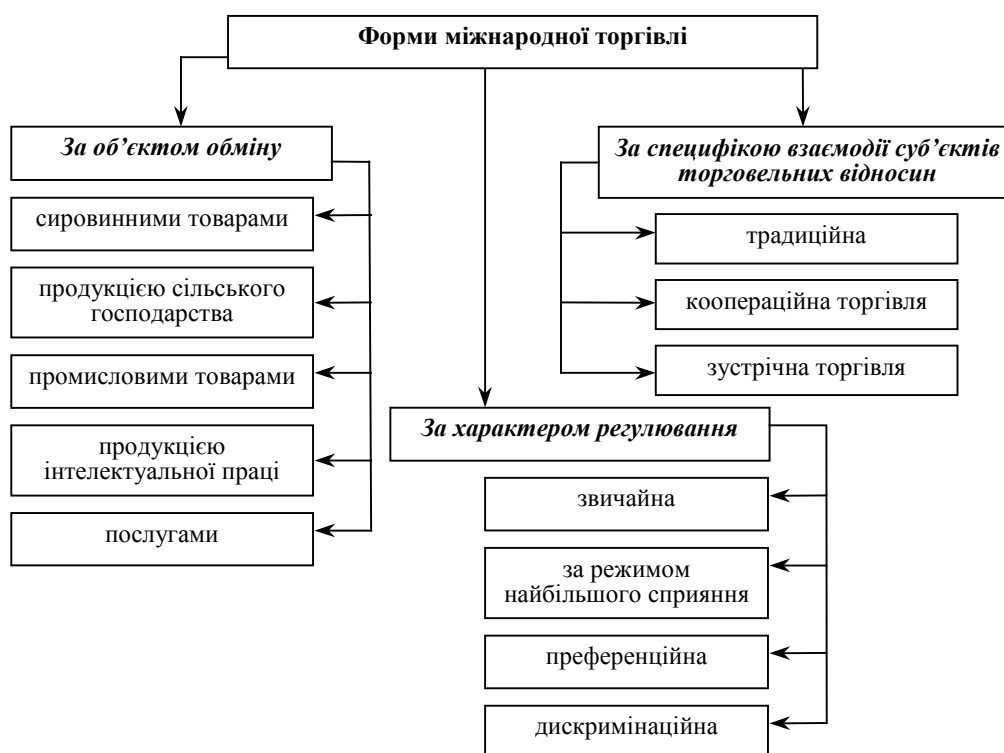 Форми міжнародної торгівлі
За об’єктом обміну
сировинними товарами
продукцією сільського
господарства
промисловими товарами
продукцією
інтелектуальної праці
послугами
За специфікою взаємодії суб’єктів
торговельних відносин
традиційна
коопераційна торгівля
зустрічна торгівля
За характером регулювання
звичайна
за режимом
найбільшого сприяння
преференційна
дискримінаційна